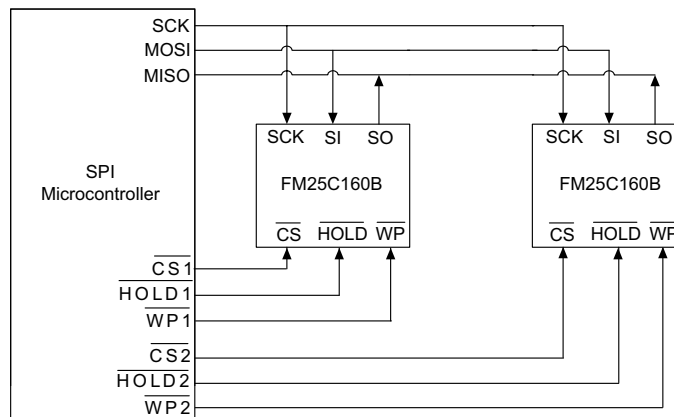 SCK
MOSI
MISO
SCK SI SO
SCK SI SO
FM25C160B
FM25C160B
SPI
Microcontroller
CS HOLD WP
CS HOLD WP
CS1
HOLD1
WP1
CS2
HOLD2
WP2